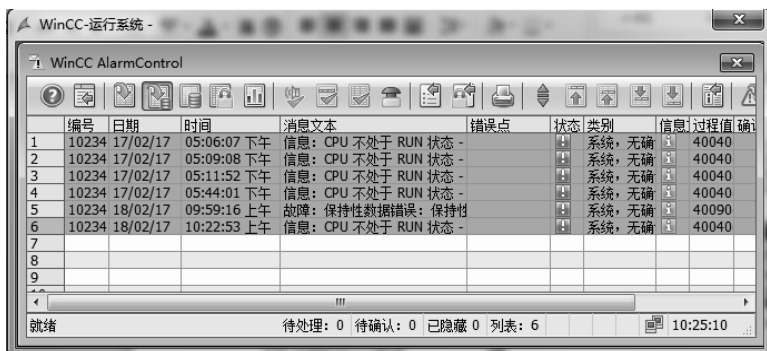 WinCC-运行系统 -
WinCC AlarmControl
编号 日期 时间 消息文本 错误点 状态 类别 信息 过程值 确认
1 10234 17/02/17 05:06:07 下午 信息: CPU 不处于 RUN 状态 - 系统, 无确 40040
2 10234 17/02/17 05:09:08 下午 信息: CPU 不处于 RUN 状态 - 系统, 无确 40040
3 10234 17/02/17 05:11:52 下午 信息: CPU 不处于 RUN 状态 - 系统, 无确 40040
4 10234 17/02/17 05:44:01 下午 信息: CPU 不处于 RUN 状态 - 系统, 无确 40040
5 10234 18/02/17 09:59:16 上午 故障: 保持性数据错误: 保持性 系统, 无确 40090
6 10234 18/02/17 10:22:53 上午 信息: CPU 不处于 RUN 状态 - 系统, 无确 40040
7
8
9
就绪 待处理: 0 待确认: 0 已隐藏 0 列表: 6 10:25:10